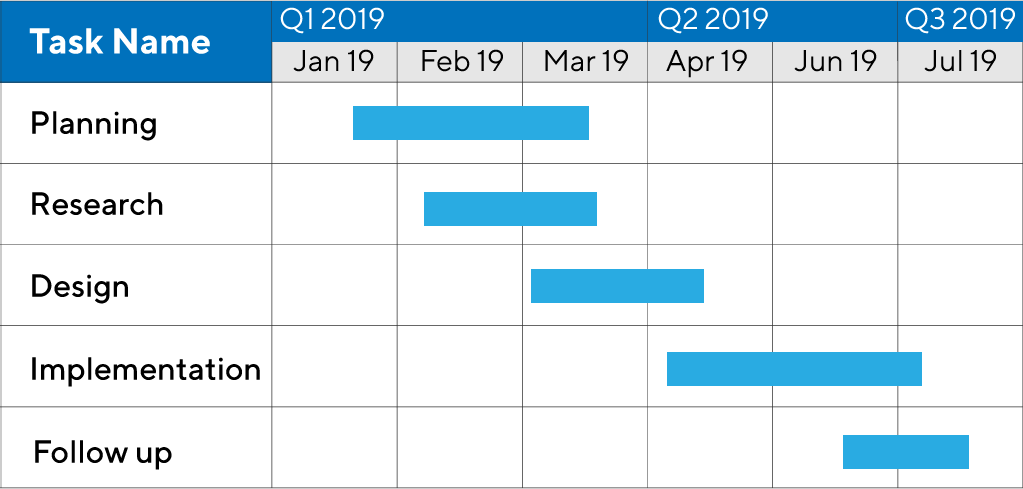 Task Name
Q1 2019 Q2 2019 Q3 2019
Jan 19 Feb 19 Mar 19 Apr 19 Jun 19 Jul 19
Planning
Research
Design
Implementation
Follow up